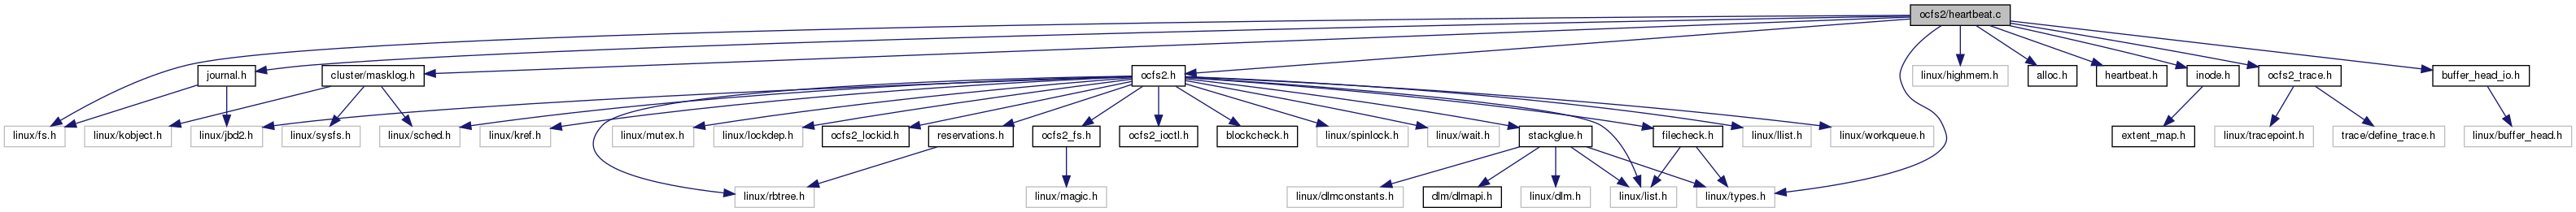 ocfs2/heartbeat.c
journal.h
cluster/masklog.h
ocfs2.h
linux/highmem.h
alloc.h
heartbeat.h
inode.h
ocfs2_trace.h
buffer_head_io.h
linux/fs.h
linux/kobject.h
linux/jbd2.h
linux/sysfs.h
linux/sched.h
linux/kref.h
linux/mutex.h
linux/lockdep.h
ocfs2_lockid.h
reservations.h
ocfs2_fs.h
ocfs2_ioctl.h
blockcheck.h
linux/spinlock.h
linux/wait.h
stackglue.h
filecheck.h
linux/llist.h
linux/workqueue.h
extent_map.h
linux/tracepoint.h
trace/define_trace.h
linux/buffer_head.h
linux/rbtree.h
linux/magic.h
linux/dlmconstants.h
dlm/dlmapi.h
linux/dlm.h
linux/list.h
linux/types.h